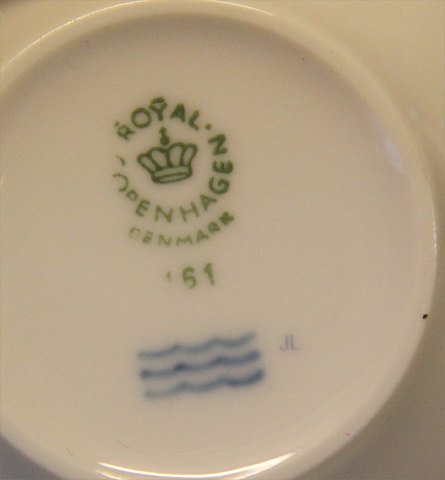 ROYAL · COPENHAGEN
DENMARK
161
JL